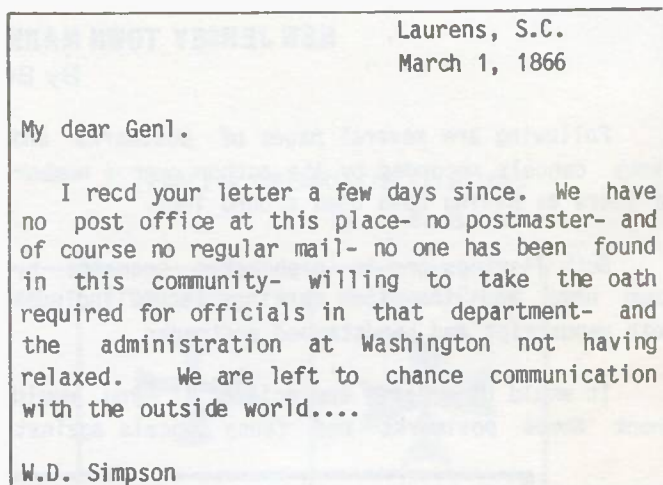 Laurens, S.C.
March 1, 1866
My dear Genl.
I recd your letter a few days since. We have
no post office at this place- no postmaster- and
of course no regular mail- no one has been found
in this community- willing to take the oath
required for officials in that department- and
the administration at Washington not having
relaxed. We are left to chance communication
with the outside world....
W.D. Simpson